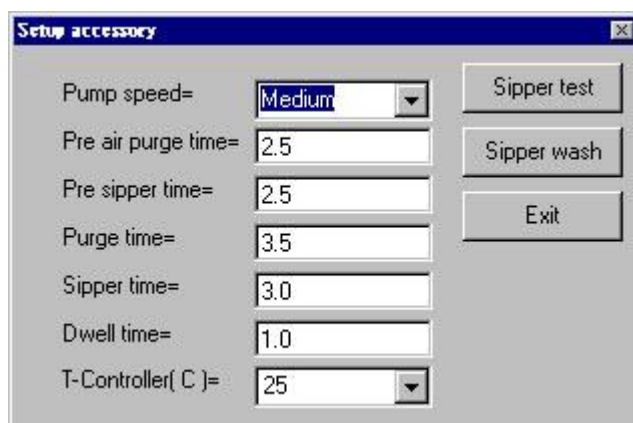 Setup accessory
Pump speed= Medium
Sipper test
Pre air purge time= 2.5
Sipper wash
Pre sipper time= 2.5
Exit
Purge time= 3.5
Sipper time= 3.0
Dwell time= 1.0
T-Controller( C )= 25